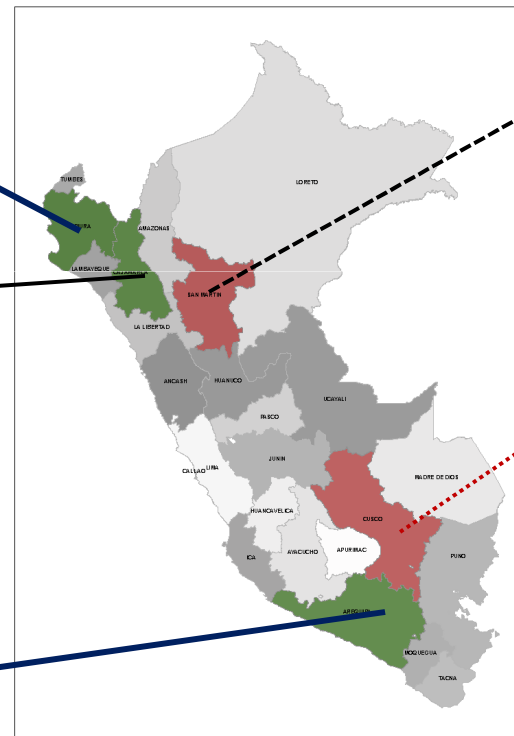 TUMBES
LORETO
PIURA
AMAZONAS
LAMBAYEQUE
CAJAMARCA
SAN MARTIN
LA LIBERTAD
ANCASH
HUANUCO
UCAYALI
PASCO
JUNIN
CALLAO
LIMA
MADRE DE DIOS
HUANCAVELICA
CUSCO
ICA
AYACUCHO
APURIMAC
PUNO
AREQUIPA
MOQUEGUA
TACNA